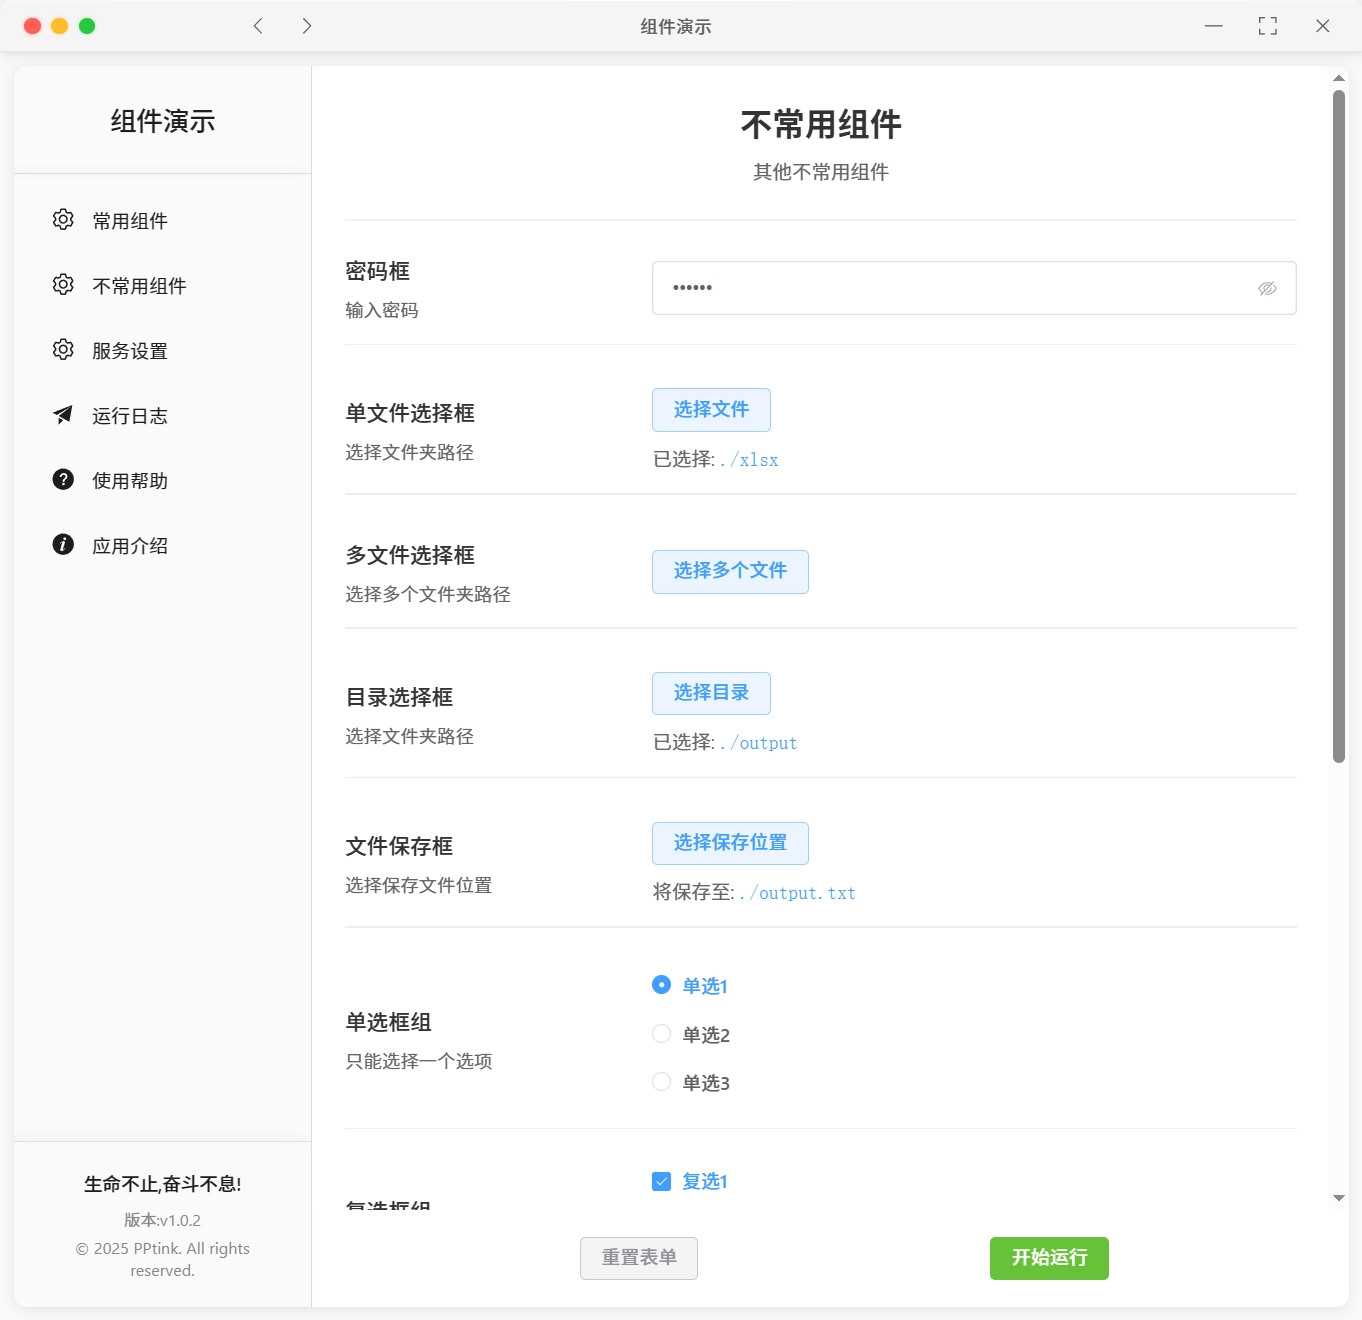 组件演示
组件演示
常用组件
不常用组件
服务设置
运行日志
使用帮助
应用介绍
生命不止,奋斗不息!
版本:v1.0.2
© 2025 PPtink. All rights
reserved.
不常用组件
其他不常用组件
密码框
输入密码
••••••
单文件选择框
选择文件夹路径
选择文件
已选择: ./xlsx
多文件选择框
选择多个文件夹路径
选择多个文件
目录选择框
选择文件夹路径
选择目录
已选择: ./output
文件保存框
选择保存文件位置
选择保存位置
将保存至: ./output.txt
单选框组
只能选择一个选项
单选1
单选2
单选3
复选框组
复选1
重置表单
开始运行